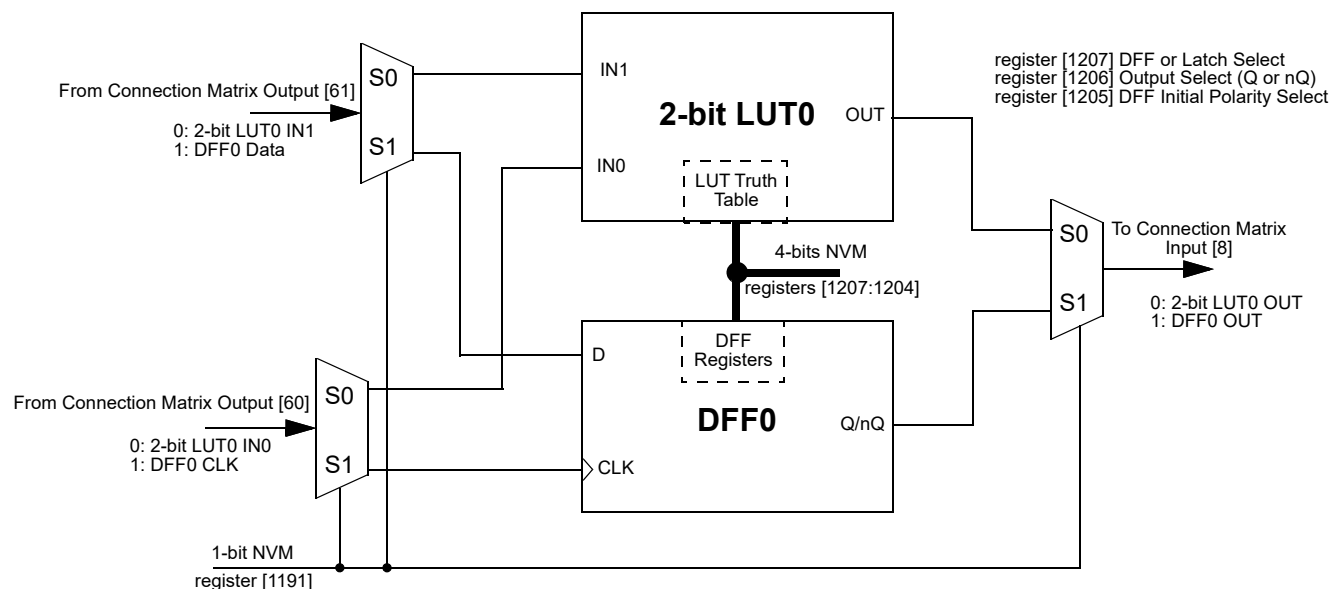 register [1207] DFF or Latch Select
register [1206] Output Select (Q or nQ)
register [1205] DFF Initial Polarity Select
From Connection Matrix Output [61]
0: 2-bit LUT0 IN1
1: DFF0 Data
S0
S1
IN1
2-bit LUT0
OUT
IN0
LUT Truth
Table
4-bits NVM
registers [1207:1204]
S0
S1
To Connection Matrix
Input [8]
0: 2-bit LUT0 OUT
1: DFF0 OUT
DFF
Registers
D
DFF0
Q/nQ
CLK
From Connection Matrix Output [60]
0: 2-bit LUT0 IN0
1: DFF0 CLK
S0
S1
1-bit NVM
register [1191]